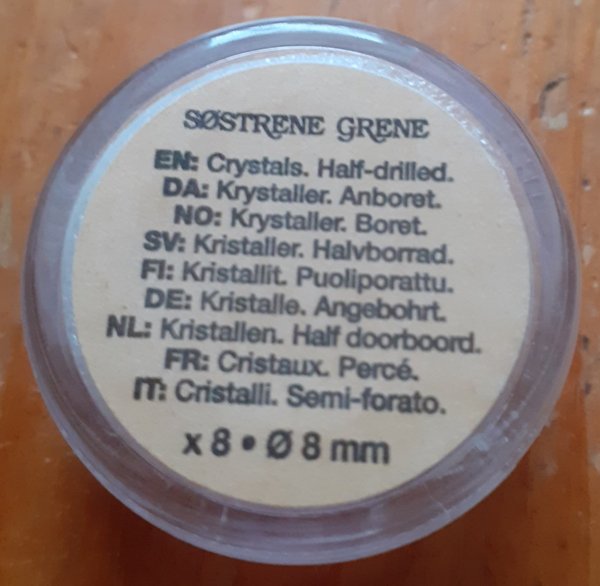 SØSTRENE GRENE
EN: Crystals. Half-drilled.
DA: Krystaller. Anboret.
NO: Krystaller. Boret.
SV: Kristaller. Halvborrad.
FI: Kristallit. Puoliporattu.
DE: Kristalle. Angebohrt.
NL: Kristallen. Half doorboord.
FR: Cristaux. Percé.
IT: Cristalli. Semi-forato.
x 8 • Ø 8 mm